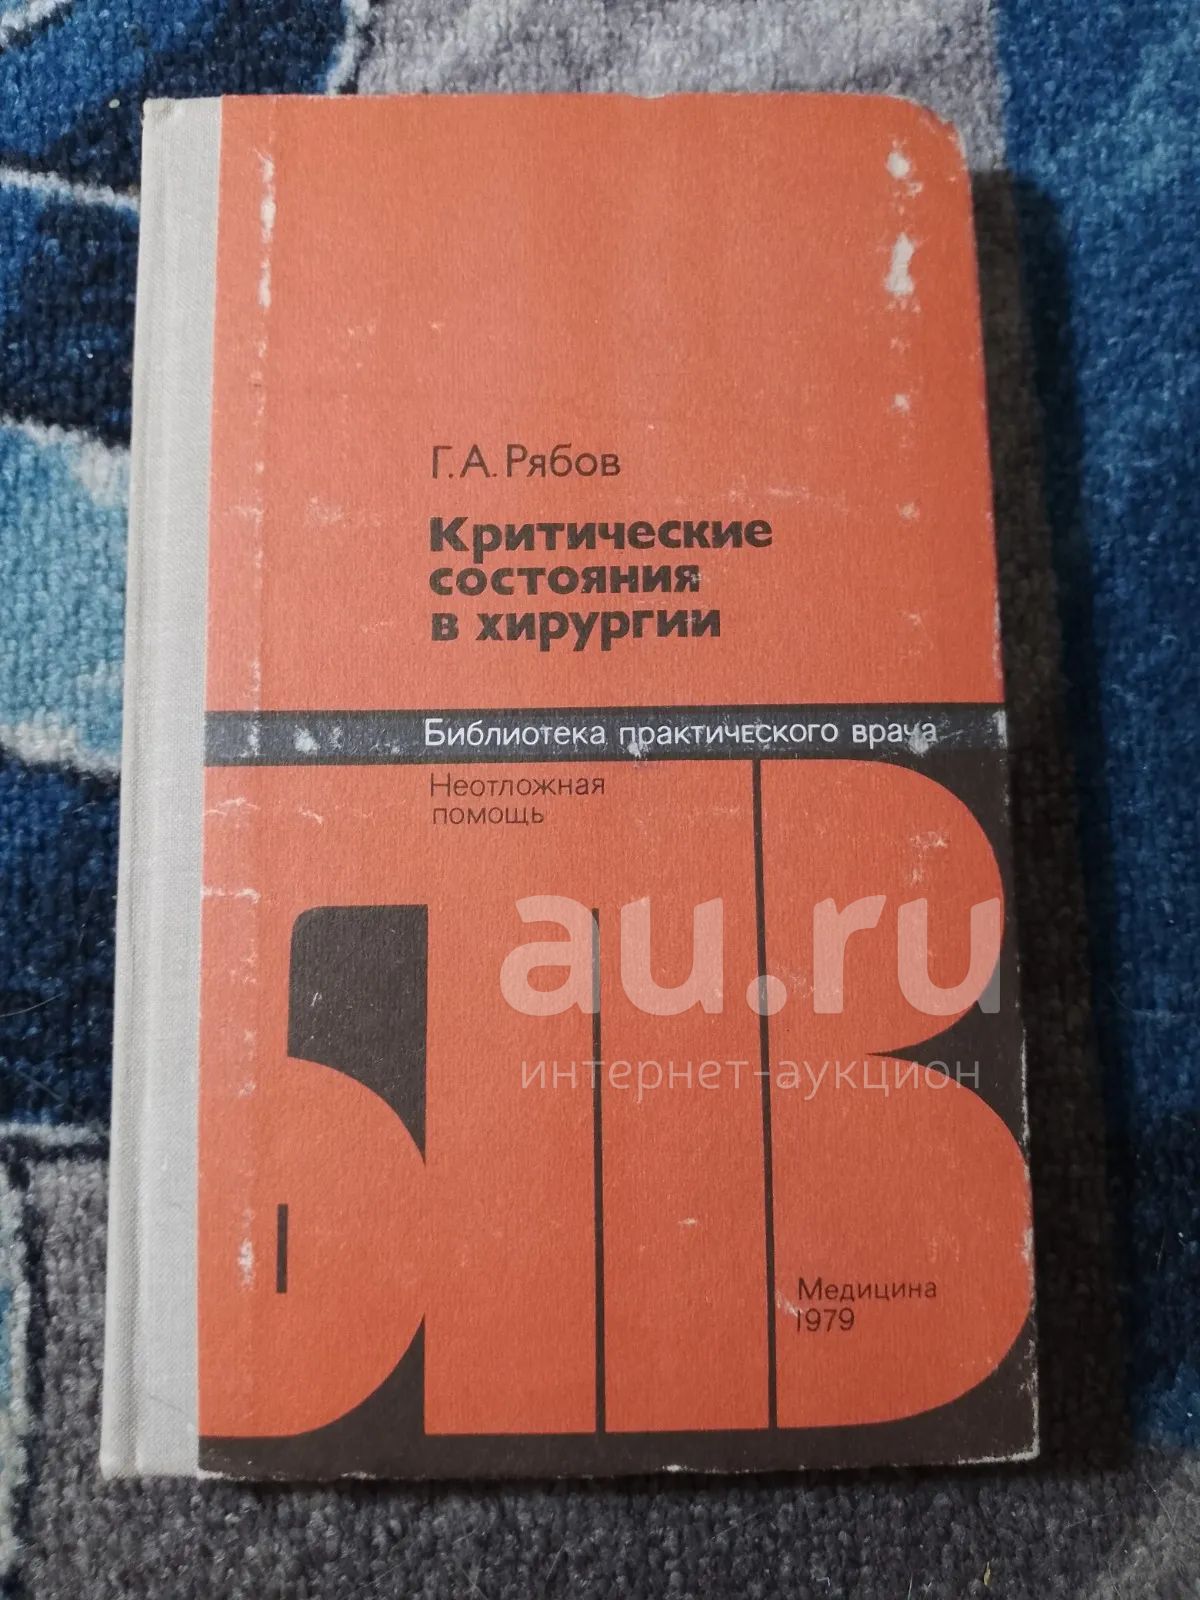 Г. А. Рябов
Критические
состояния
в хирургии
Библиотека практического врача
Неотложная
помощь
au.ru
интернет-аукцион
БПВ
Медицина
1979